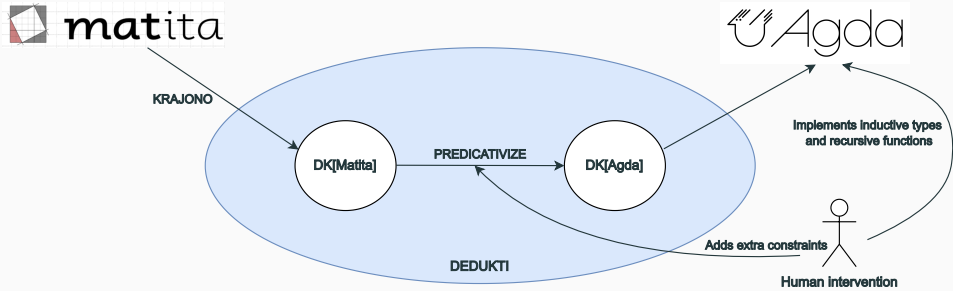 matita
Agda
KRAJONO
Implements inductive types
and recursive functions
PREDICATIVIZE
DK[Matita]
DK[Agda]
Adds extra constraints
DEDUKTI
Human intervention